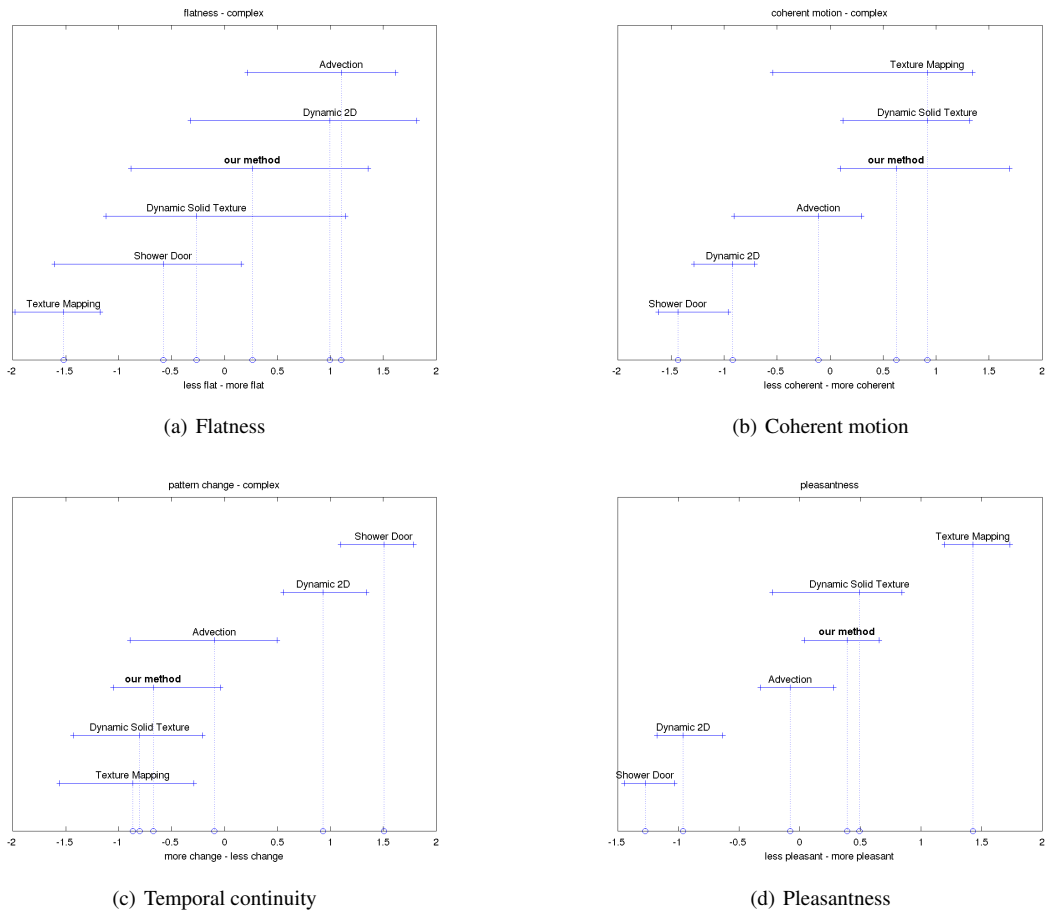 flatness - complex
Advection
Dynamic 2D
our method
Dynamic Solid Texture
Shower Door
Texture Mapping
-2 -1.5 -1 -0.5 0 0.5 1 1.5 2
less flat - more flat
(a) Flatness
coherent motion - complex
Texture Mapping
Dynamic Solid Texture
our method
Advection
Dynamic 2D
Shower Door
-2 -1.5 -1 -0.5 0 0.5 1 1.5 2
less coherent - more coherent
(b) Coherent motion
pattern change - complex
Shower Door
Dynamic 2D
Advection
our method
Dynamic Solid Texture
Texture Mapping
-2 -1.5 -1 -0.5 0 0.5 1 1.5 2
more change - less change
(c) Temporal continuity
pleasantness
Texture Mapping
Dynamic Solid Texture
our method
Advection
Dynamic 2D
Shower Door
-1.5 -1 -0.5 0 0.5 1 1.5 2
less pleasant - more pleasant
(d) Pleasantness